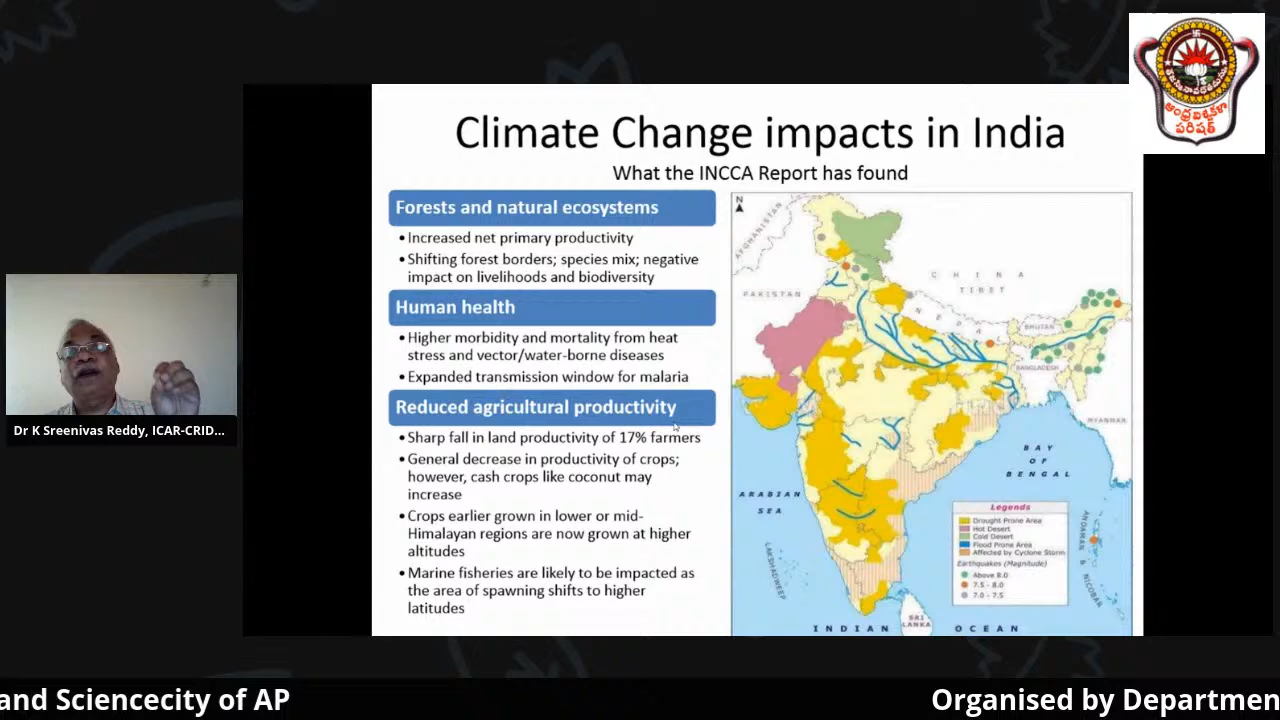 Climate Change impacts in India
What the INCCA Report has found
Forests and natural ecosystems
• Increased net primary productivity
• Shifting forest borders; species mix; negative
impact on livelihoods and biodiversity
Human health
• Higher morbidity and mortality from heat
stress and vector/water-borne diseases
• Expanded transmission window for malaria
Reduced agricultural productivity
• Sharp fall in land productivity of 17% farmers
• General decrease in productivity of crops;
however, cash crops like coconut may
increase
• Crops earlier grown in lower or mid-
Himalayan regions are now grown at higher
altitudes
• Marine fisheries are likely to be impacted as
the area of spawning shifts to higher
latitudes
N
AFGHANISTAN
PAKISTAN
CHINA
TIBET
NEPAL
BHUTAN
BANGLADESH
MYANMAR
BAY
OF
BENGAL
ARABIAN
SEA
LAKSHADWEEP
ANDAMAN & NICOBAR
SRI
LANKA
INDIAN OCEAN
Legends
Drought Prone Area
Hot Desert
Cold Desert
Flood Prone Area
Affected by Cyclone Storm
Earthquakes (Magnitude)
Above 8.0
7.5 - 8.0
7.0 - 7.5
ఆంధ్ర విశ్వకళా
పరిషత్
Dr K Sreenivas Reddy, ICAR-CRID...
and Sciencecity of AP
Organised by Departmen